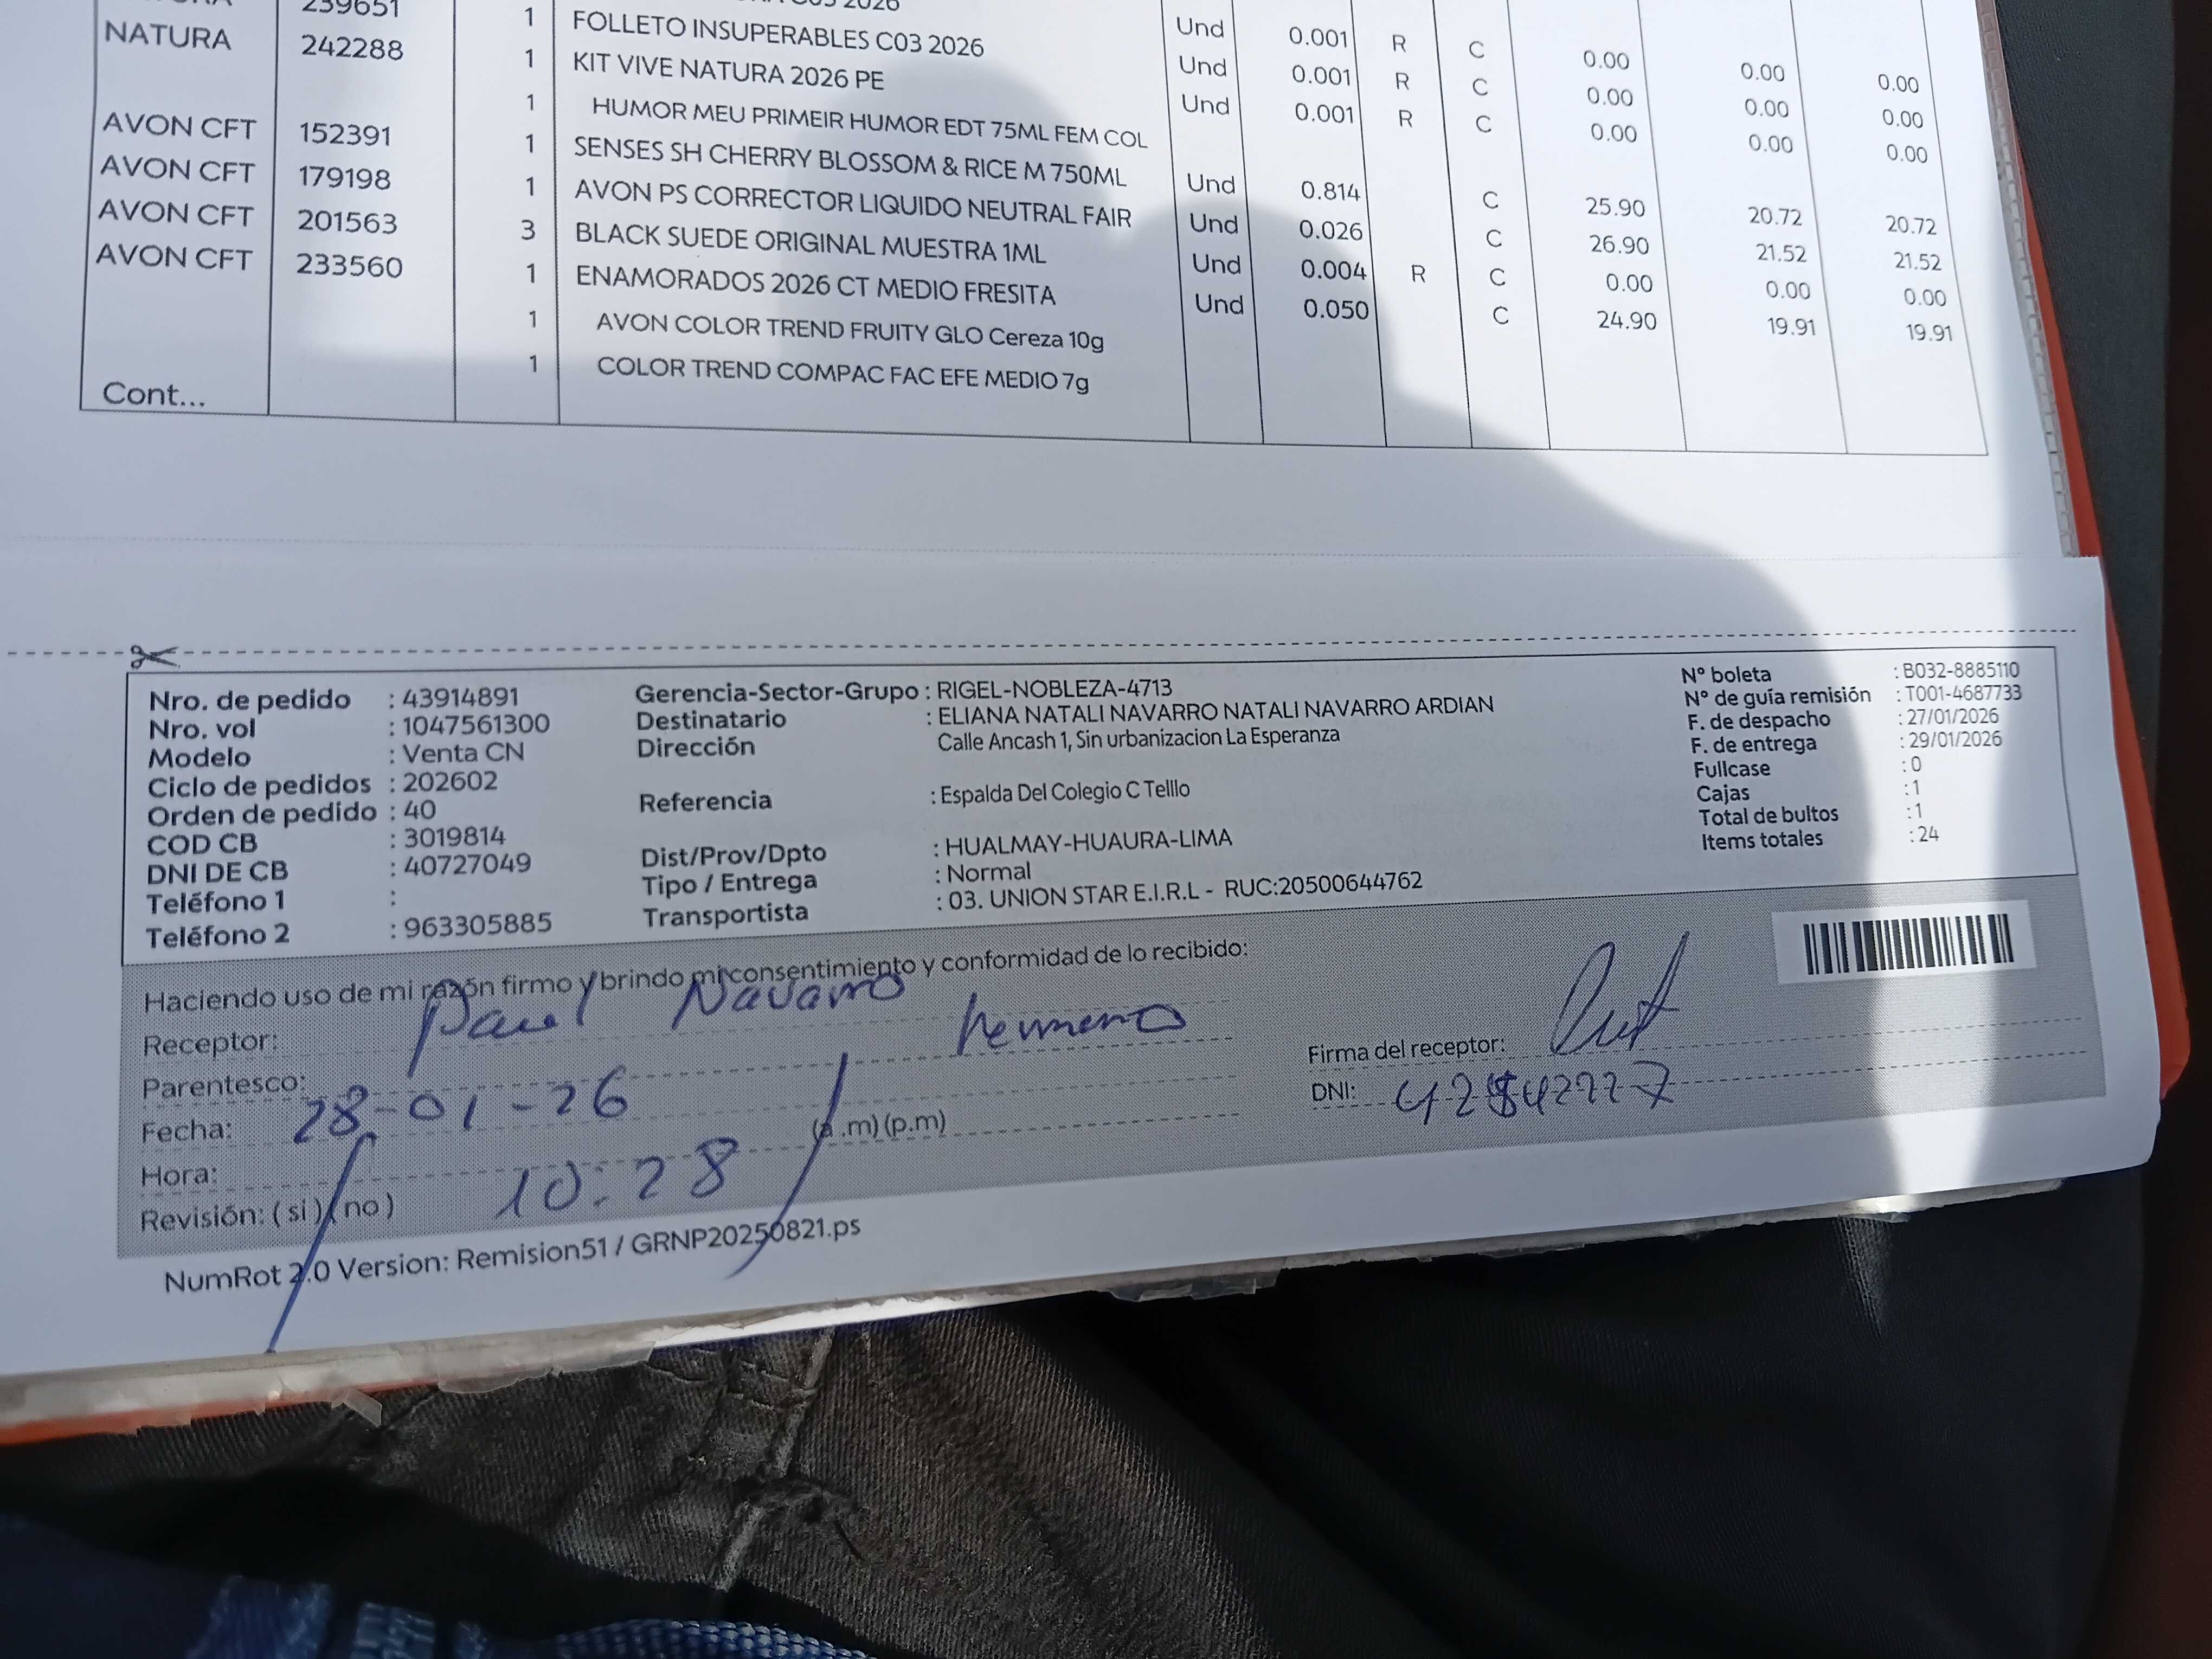 239651
NATURA 242288 1 FOLLETO INSUPERABLES C03 2026 Und 0.001 R C 0.00 0.00 0.00
1 KIT VIVE NATURA 2026 PE Und 0.001 R C 0.00 0.00 0.00
1 HUMOR MEU PRIMEIR HUMOR EDT 75ML FEM COL Und 0.001 R C 0.00 0.00 0.00
AVON CFT 152391 1 SENSES SH CHERRY BLOSSOM & RICE M 750ML Und 0.814 C 25.90 20.72 20.72
AVON CFT 179198 1 AVON PS CORRECTOR LIQUIDO NEUTRAL FAIR Und 0.026 C 26.90 21.52 21.52
AVON CFT 201563 3 BLACK SUEDE ORIGINAL MUESTRA 1ML Und 0.004 R C 0.00 0.00 0.00
AVON CFT 233560 1 ENAMORADOS 2026 CT MEDIO FRESITA Und 0.050 C 24.90 19.91 19.91
1 AVON COLOR TREND FRUITY GLO Cereza 10g
1 COLOR TREND COMPAC FAC EFE MEDIO 7g
Cont...
Nro. de pedido : 43914891
Nro. vol : 1047561300
Modelo : Venta CN
Ciclo de pedidos : 202602
Orden de pedido : 40
COD CB : 3019814
DNI DE CB : 40727049
Teléfono 1 :
Teléfono 2 : 963305885
Gerencia-Sector-Grupo : RIGEL-NOBLEZA-4713
Destinatario : ELIANA NATALI NAVARRO NATALI NAVARRO ARDIAN
Dirección Calle Ancash 1, Sin urbanizacion La Esperanza
Referencia : Espalda Del Colegio C Telllo
Dist/Prov/Dpto : HUALMAY-HUAURA-LIMA
Tipo / Entrega : Normal
Transportista : 03. UNION STAR E.I.R.L - RUC:20500644762
N° boleta : B032-8885110
N° de guía remisión : T001-4687733
F. de despacho : 27/01/2026
F. de entrega : 29/01/2026
Fullcase : 0
Cajas : 1
Total de bultos : 1
Items totales : 24
Haciendo uso de mi razón firmo y brindo mi consentimiento y conformidad de lo recibido:
Receptor: Navarro
Parentesco: hermano
Fecha: 28-01-26
Hora: 10:28 (a.m) (p.m)
Revisión: ( si ) ( no )
Firma del receptor:
DNI:
NumRot 2.0 Version: Remision51 / GRNP20250821.ps